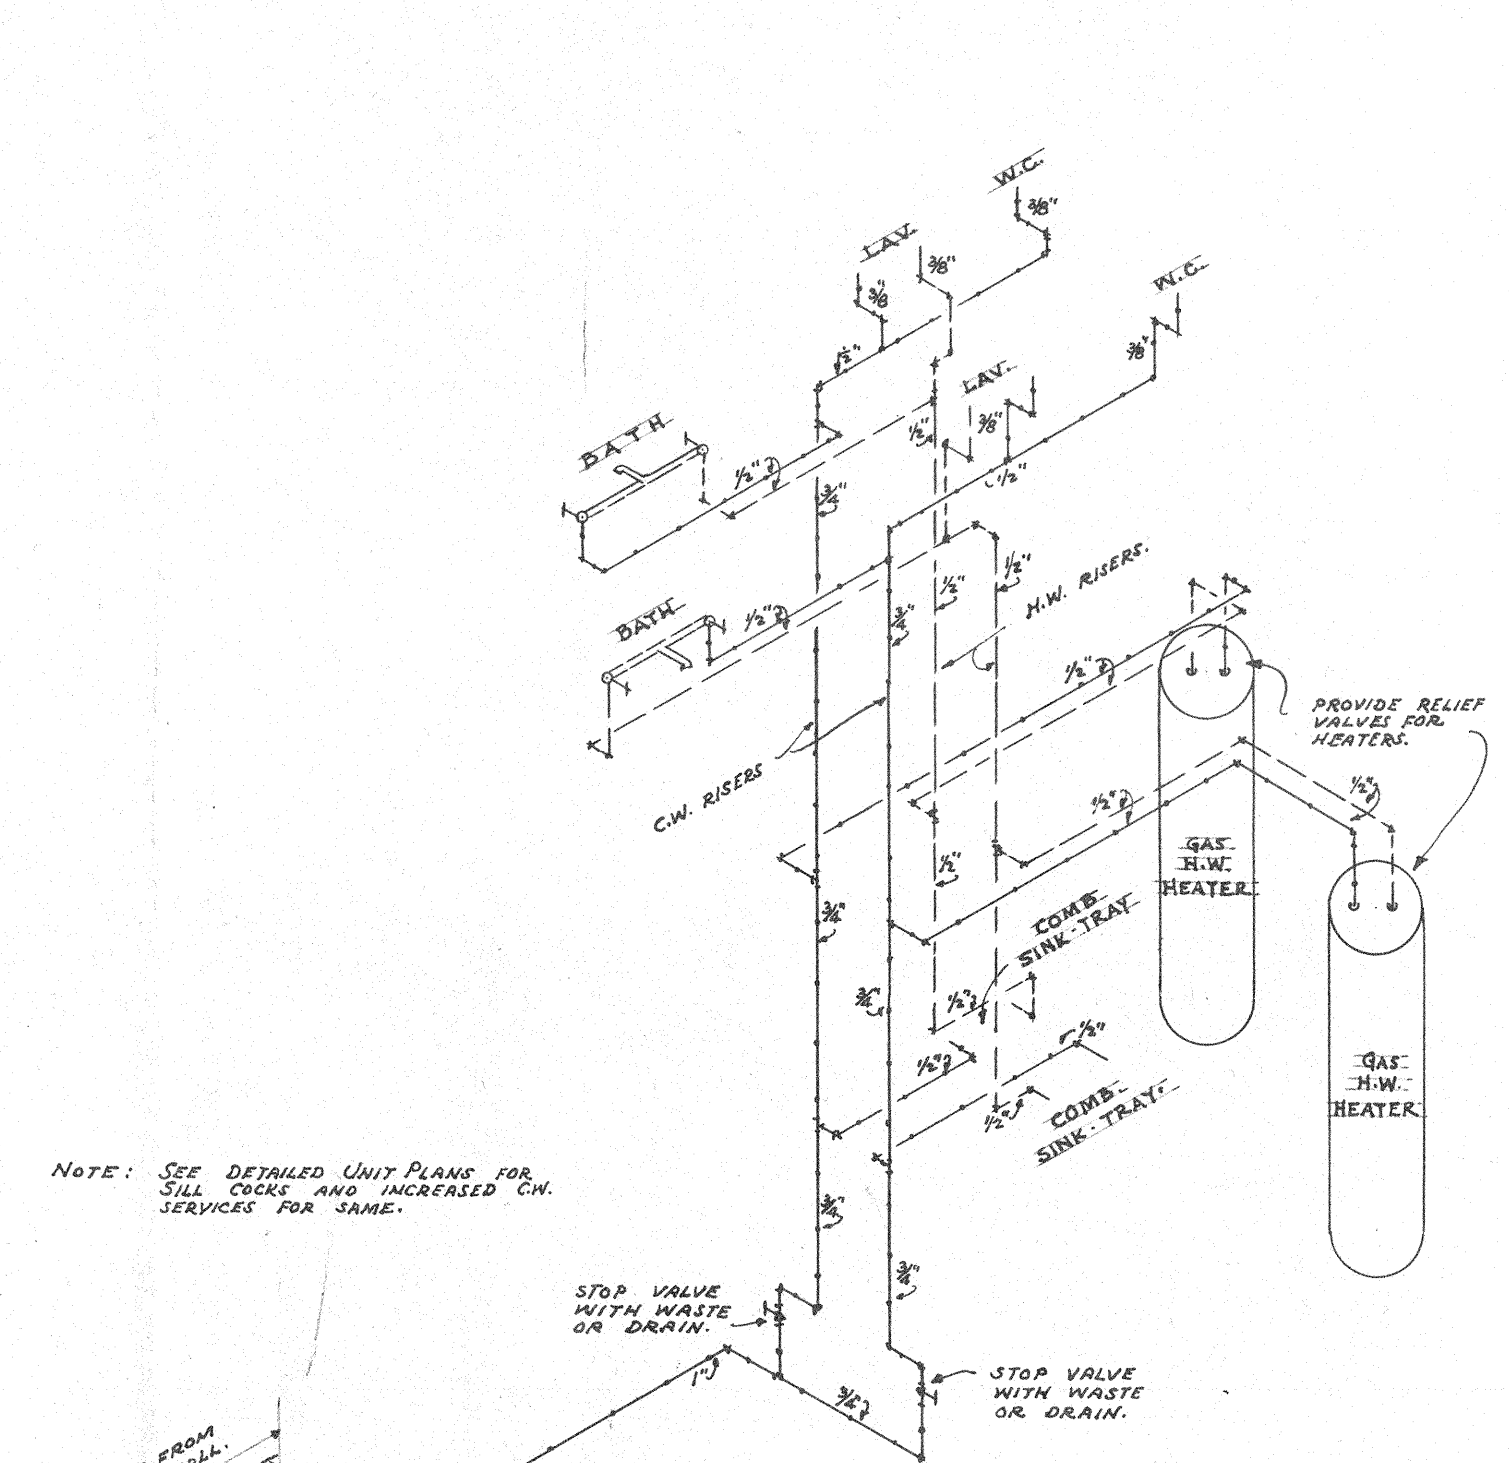 W.C.
3/8"
LAV.
3/8"
3/8"
W.C.
1/2"
3/8"
LAV.
BATH
1/2"
3/8"
1/2"
1/2"
3/4"
1/2"
1/2"
H.W. RISERS.
BATH
1/2"
3/4"
1/2"
PROVIDE RELIEF
VALVES FOR
HEATERS.
C.W. RISERS
1/2"
1/2"
GAS
H.W.
HEATER
1/2"
3/4"
COMB
SINK-TRAY
3/4"
1/2"
1/2"
1/2"
GAS
H.W.
HEATER
1/2"
COMB.
SINK-TRAY.
NOTE: SEE DETAILED UNIT PLANS FOR
SILL COCKS AND INCREASED C.W.
SERVICES FOR SAME.
3/4"
3/4"
STOP VALVE
WITH WASTE
OR DRAIN.
1"
3/4"
STOP VALVE
WITH WASTE
OR DRAIN.
FROM